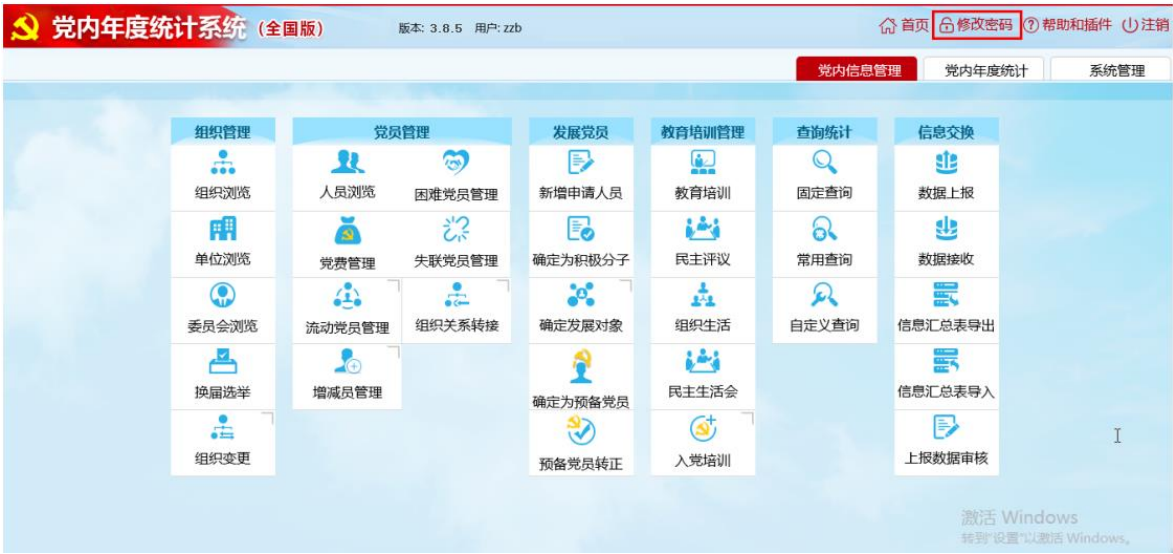 党内年度统计系统（全国版） 版本: 3.8.5 用户: zzb 首页 修改密码 帮助和插件 注销
党内信息管理 党内年度统计 系统管理
组织管理 党员管理 发展党员 教育培训管理 查询统计 信息交换
组织浏览 人员浏览 困难党员管理 新增申请人员 教育培训 固定查询 数据上报
单位浏览 党费管理 失联党员管理 确定为积极分子 民主评议 常用查询 数据接收
委员会浏览 流动党员管理 组织关系转接 确定发展对象 组织生活 自定义查询 信息汇总表导出
换届选举 增减员管理 确定为预备党员 民主生活会 信息汇总表导入
组织变更 预备党员转正 入党培训 上报数据审核
激活 Windows
转到"设置"以激活 Windows。